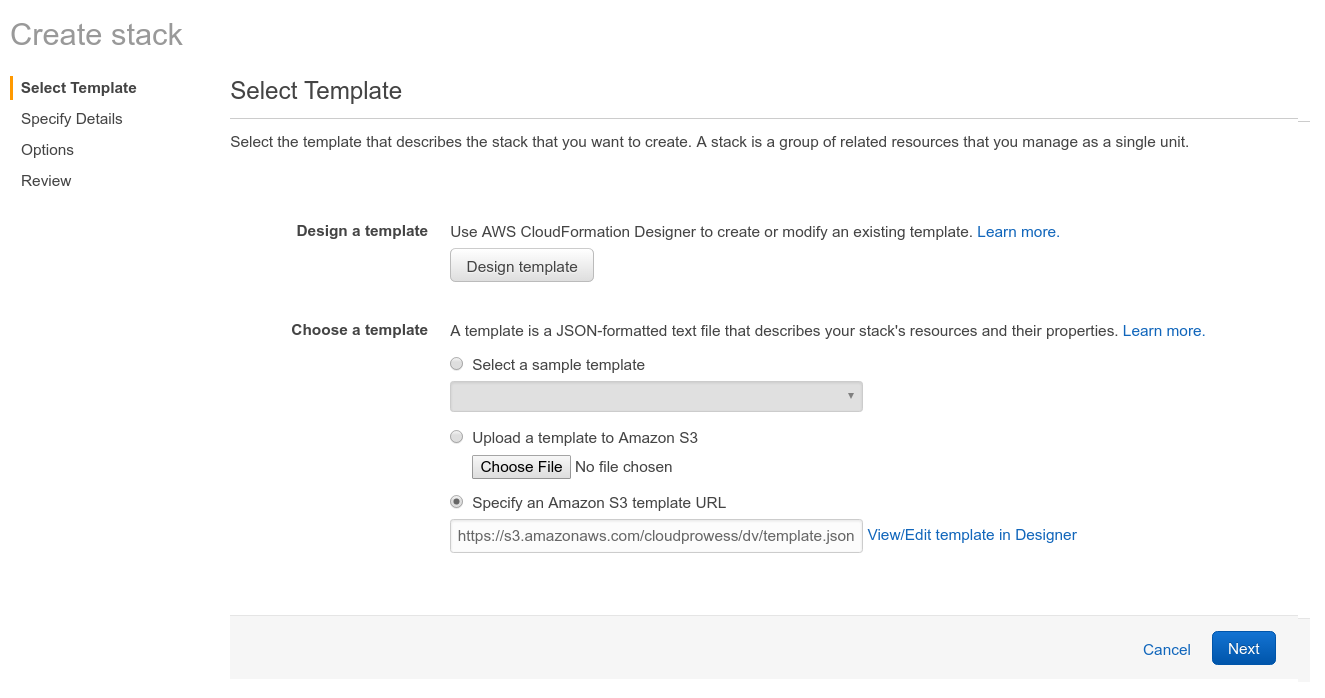 Create stack
Select Template
Specify Details
Options
Review
Select Template
Select the template that describes the stack that you want to create. A stack is a group of related resources that you manage as a single unit.
Design a template
Use AWS CloudFormation Designer to create or modify an existing template. Learn more.
Design template
Choose a template
A template is a JSON-formatted text file that describes your stack's resources and their properties. Learn more.
Select a sample template
Upload a template to Amazon S3
Choose File No file chosen
Specify an Amazon S3 template URL
https://s3.amazonaws.com/cloudprowess/dv/template.json View/Edit template in Designer
Cancel Next